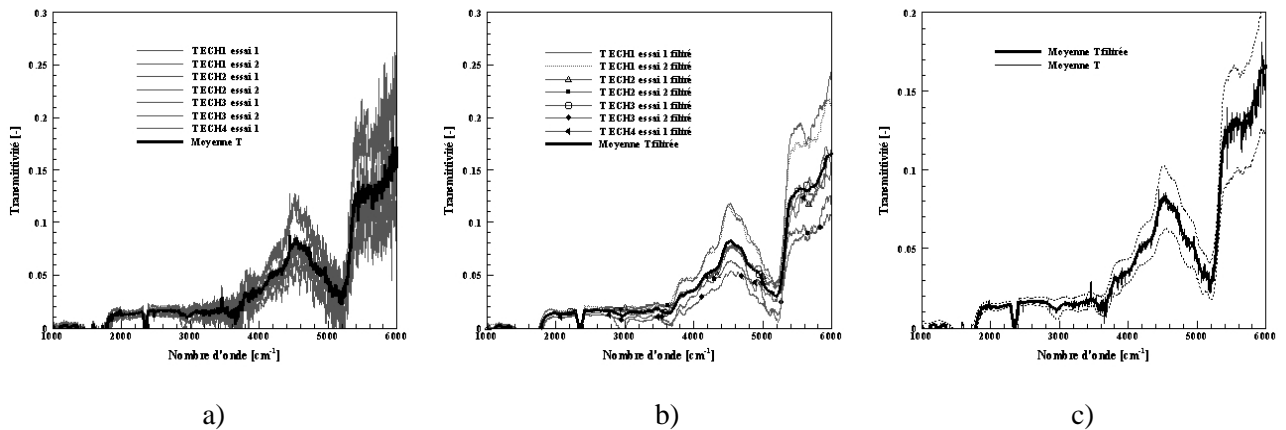 0.3
0.25
0.2
0.15
0.1
0.05
0
1000 2000 3000 4000 5000 6000
Transmittivité [-]
Nombre d'onde [cm⁻¹]
TECH1 essai 1
TECH1 essai 2
TECH2 essai 1
TECH2 essai 2
TECH3 essai 1
TECH3 essai 2
TECH4 essai 1
Moyenne T
a)
0.3
0.25
0.2
0.15
0.1
0.05
0
1000 2000 3000 4000 5000 6000
Transmittivité [-]
Nombre d'onde [cm⁻¹]
TECH1 essai 1 filtré
TECH1 essai 2 filtré
TECH2 essai 1 filtré
TECH2 essai 2 filtré
TECH3 essai 1 filtré
TECH3 essai 2 filtré
TECH4 essai 1 filtré
Moyenne T filtrée
b)
0.2
0.15
0.1
0.05
0
1000 2000 3000 4000 5000 6000
Transmittivité [-]
Nombre d'onde [cm⁻¹]
Moyenne T filtrée
Moyenne T
c)